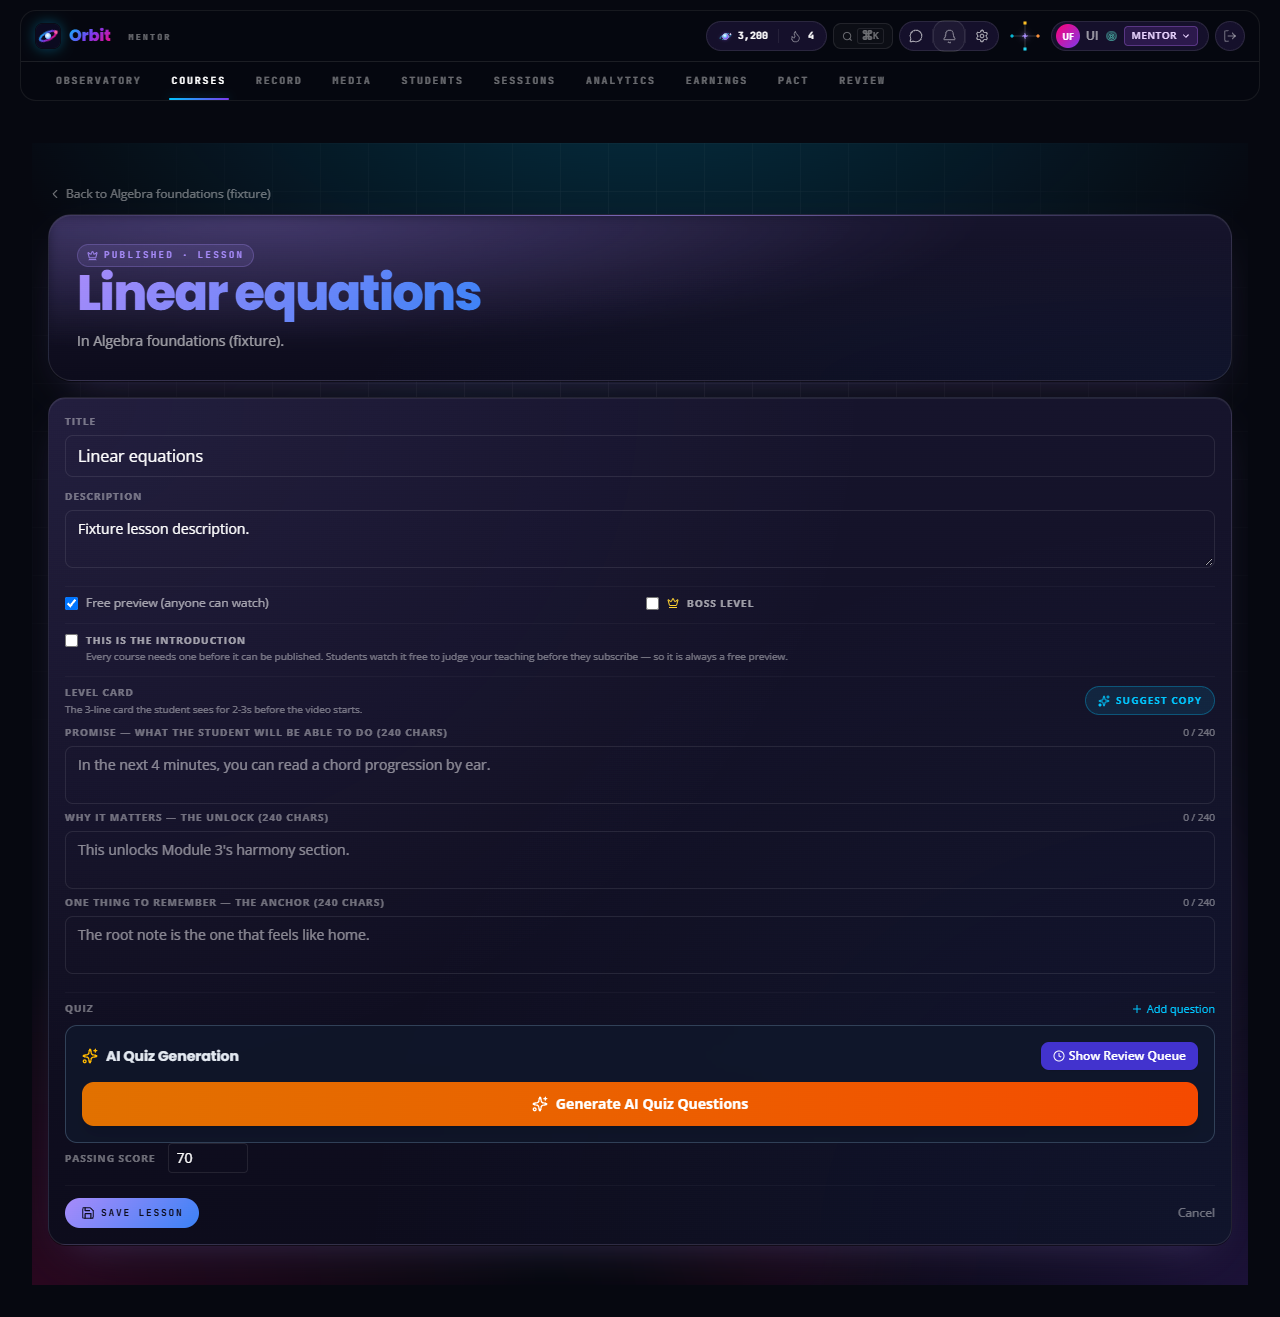 Orbit MENTOR 3,200 4 ⌘K UF UI MENTOR
OBSERVATORY COURSES RECORD MEDIA STUDENTS SESSIONS ANALYTICS EARNINGS PACT REVIEW
Back to Algebra foundations (fixture)
PUBLISHED · LESSON
Linear equations
In Algebra foundations (fixture).
TITLE
Linear equations
DESCRIPTION
Fixture lesson description.
Free preview (anyone can watch) BOSS LEVEL
THIS IS THE INTRODUCTION
Every course needs one before it can be published. Students watch it free to judge your teaching before they subscribe — so it is always a free preview.
LEVEL CARD
SUGGEST COPY
The 3-line card the student sees for 2-3s before the video starts.
PROMISE — WHAT THE STUDENT WILL BE ABLE TO DO (240 CHARS) 0 / 240
In the next 4 minutes, you can read a chord progression by ear.
WHY IT MATTERS — THE UNLOCK (240 CHARS) 0 / 240
This unlocks Module 3's harmony section.
ONE THING TO REMEMBER — THE ANCHOR (240 CHARS) 0 / 240
The root note is the one that feels like home.
QUIZ + Add question
AI Quiz Generation Show Review Queue
Generate AI Quiz Questions
PASSING SCORE 70
SAVE LESSON Cancel